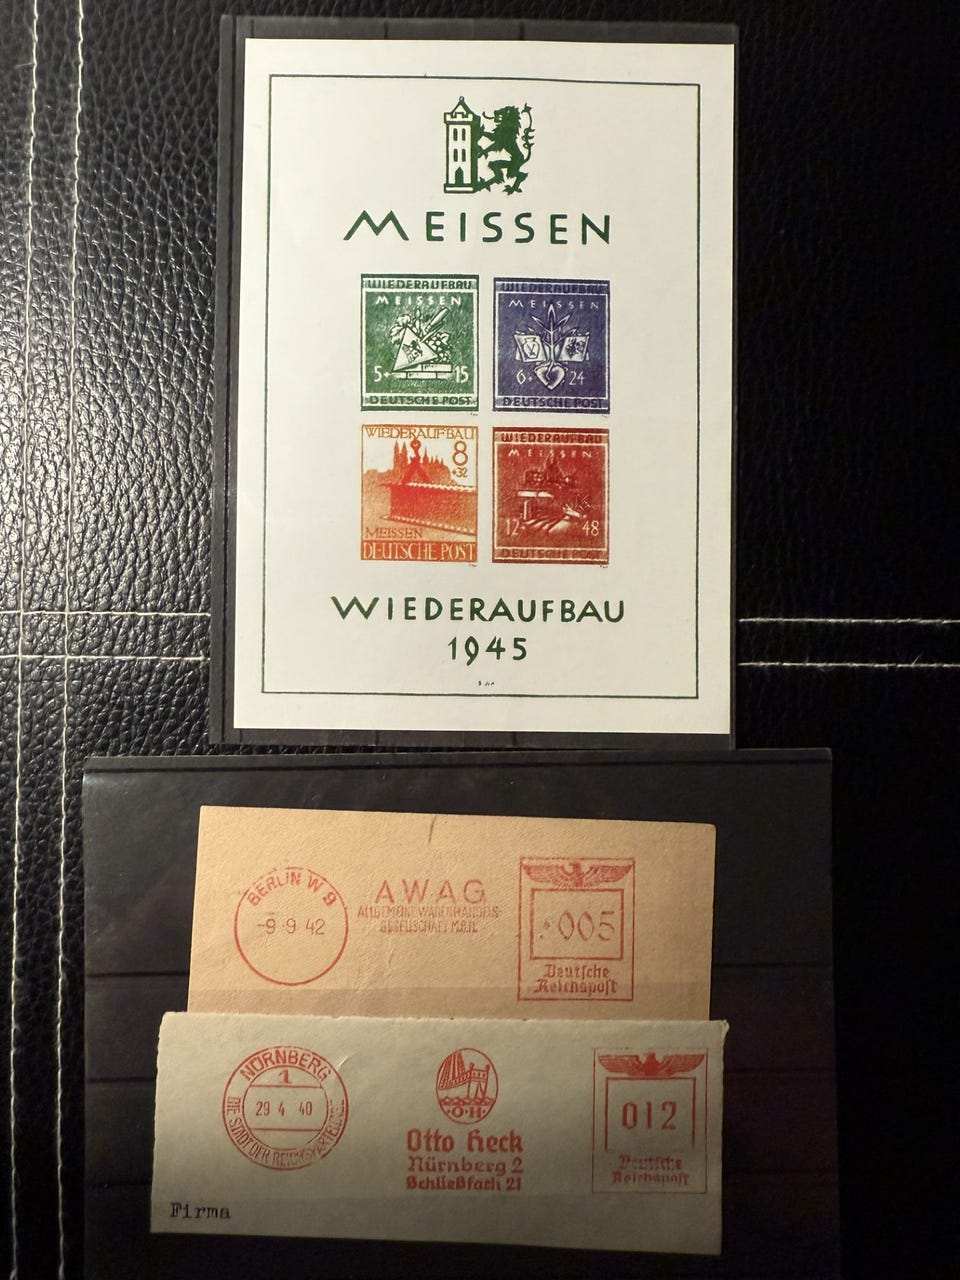 MEISSEN
WIEDERAUFBAU
MEISSEN
5+ 15
DEUTSCHE POST
WIEDERAUFBAU
MEISSEN
6+ 24
DEUTSCHE POST
WIEDERAUFBAU
8
+32
MEISSEN
DEUTSCHE POST
WIEDERAUFBAU
MEISSEN
12+ 48
DEUTSCHE POST
WIEDERAUFBAU
1945
BERLIN W 9
-9.9.42
AWAG
ALLGEMEINE WARENHANDELS-
GESELLSCHAFT M.B.H.
005
Deutsche
Reichspost
NÜRNBERG
1
29.4.40
DIE STADT DER REICHSPARTEITAGE
·O·H·
Otto Heck
Nürnberg 2
Schließfach 21
012
Deutsche
Reichspost
Firma